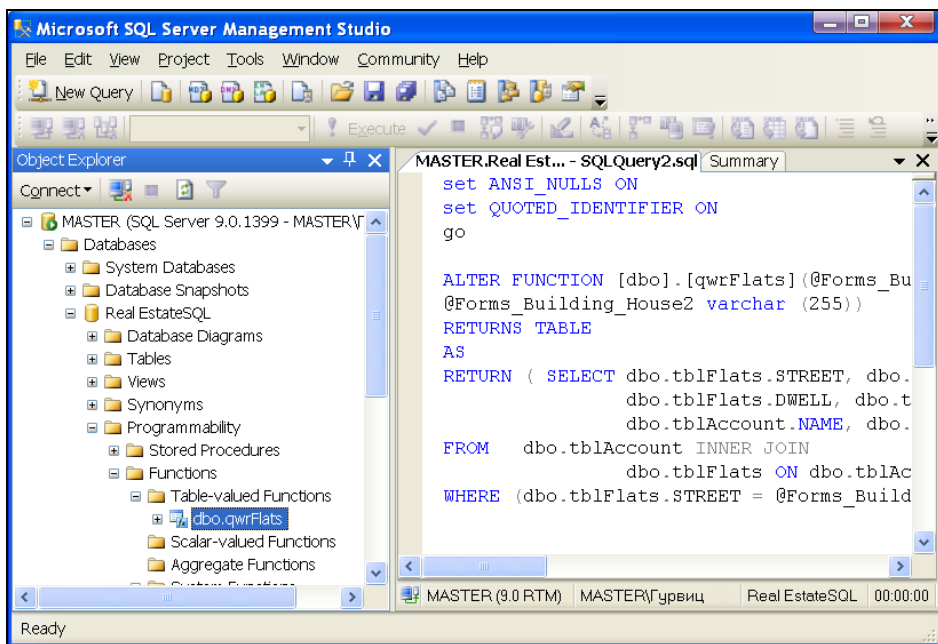 Microsoft SQL Server Management Studio
File Edit View Project Tools Window Community Help
New Query
Execute
Object Explorer
Connect
MASTER (SQL Server 9.0.1399 - MASTER\Г
Databases
System Databases
Database Snapshots
Real EstateSQL
Database Diagrams
Tables
Views
Synonyms
Programmability
Stored Procedures
Functions
Table-valued Functions
dbo.qwrFlats
Scalar-valued Functions
Aggregate Functions
MASTER.Real Est... - SQLQuery2.sql Summary
set ANSI_NULLS ON
set QUOTED_IDENTIFIER ON
go
ALTER FUNCTION [dbo].[qwrFlats](@Forms_Bu
@Forms_Building_House2 varchar (255))
RETURNS TABLE
AS
RETURN ( SELECT dbo.tblFlats.STREET, dbo.
dbo.tblFlats.DWELL, dbo.t
dbo.tblAccount.NAME, dbo.
FROM dbo.tblAccount INNER JOIN
dbo.tblFlats ON dbo.tblAc
WHERE (dbo.tblFlats.STREET = @Forms_Build
MASTER (9.0 RTM) MASTER\Гурвиц Real EstateSQL 00:00:00
Ready